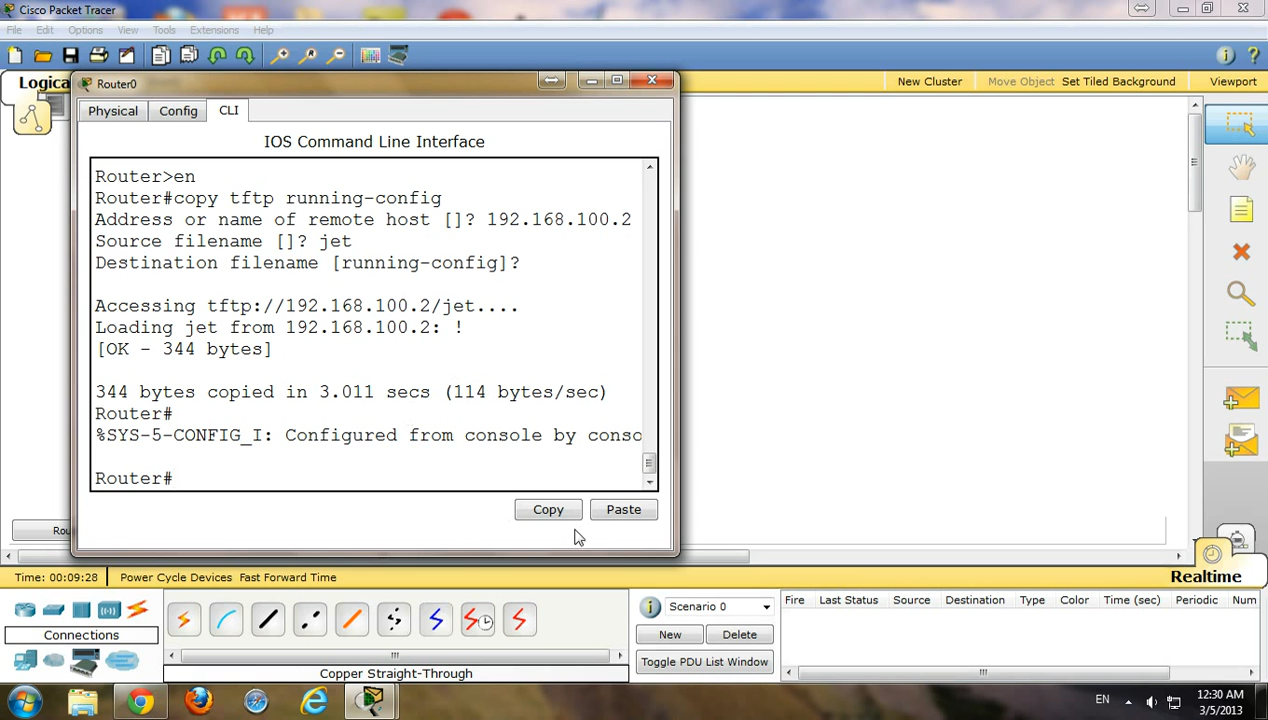 Cisco Packet Tracer
File Edit Options View Tools Extensions Help
Logica
New Cluster Move Object Set Tiled Background Viewport
Router0
Physical Config CLI
IOS Command Line Interface
Router>en
Router#copy tftp running-config
Address or name of remote host []? 192.168.100.2
Source filename []? jet
Destination filename [running-config]?
Accessing tftp://192.168.100.2/jet....
Loading jet from 192.168.100.2: !
[OK - 344 bytes]
344 bytes copied in 3.011 secs (114 bytes/sec)
Router#
%SYS-5-CONFIG_I: Configured from console by conso
Router#
Copy Paste
Rou
Time: 00:09:28 Power Cycle Devices Fast Forward Time
Realtime
Connections
Copper Straight-Through
Scenario 0
New Delete
Toggle PDU List Window
Fire Last Status Source Destination Type Color Time (sec) Periodic Num
EN
12:30 AM
3/5/2013